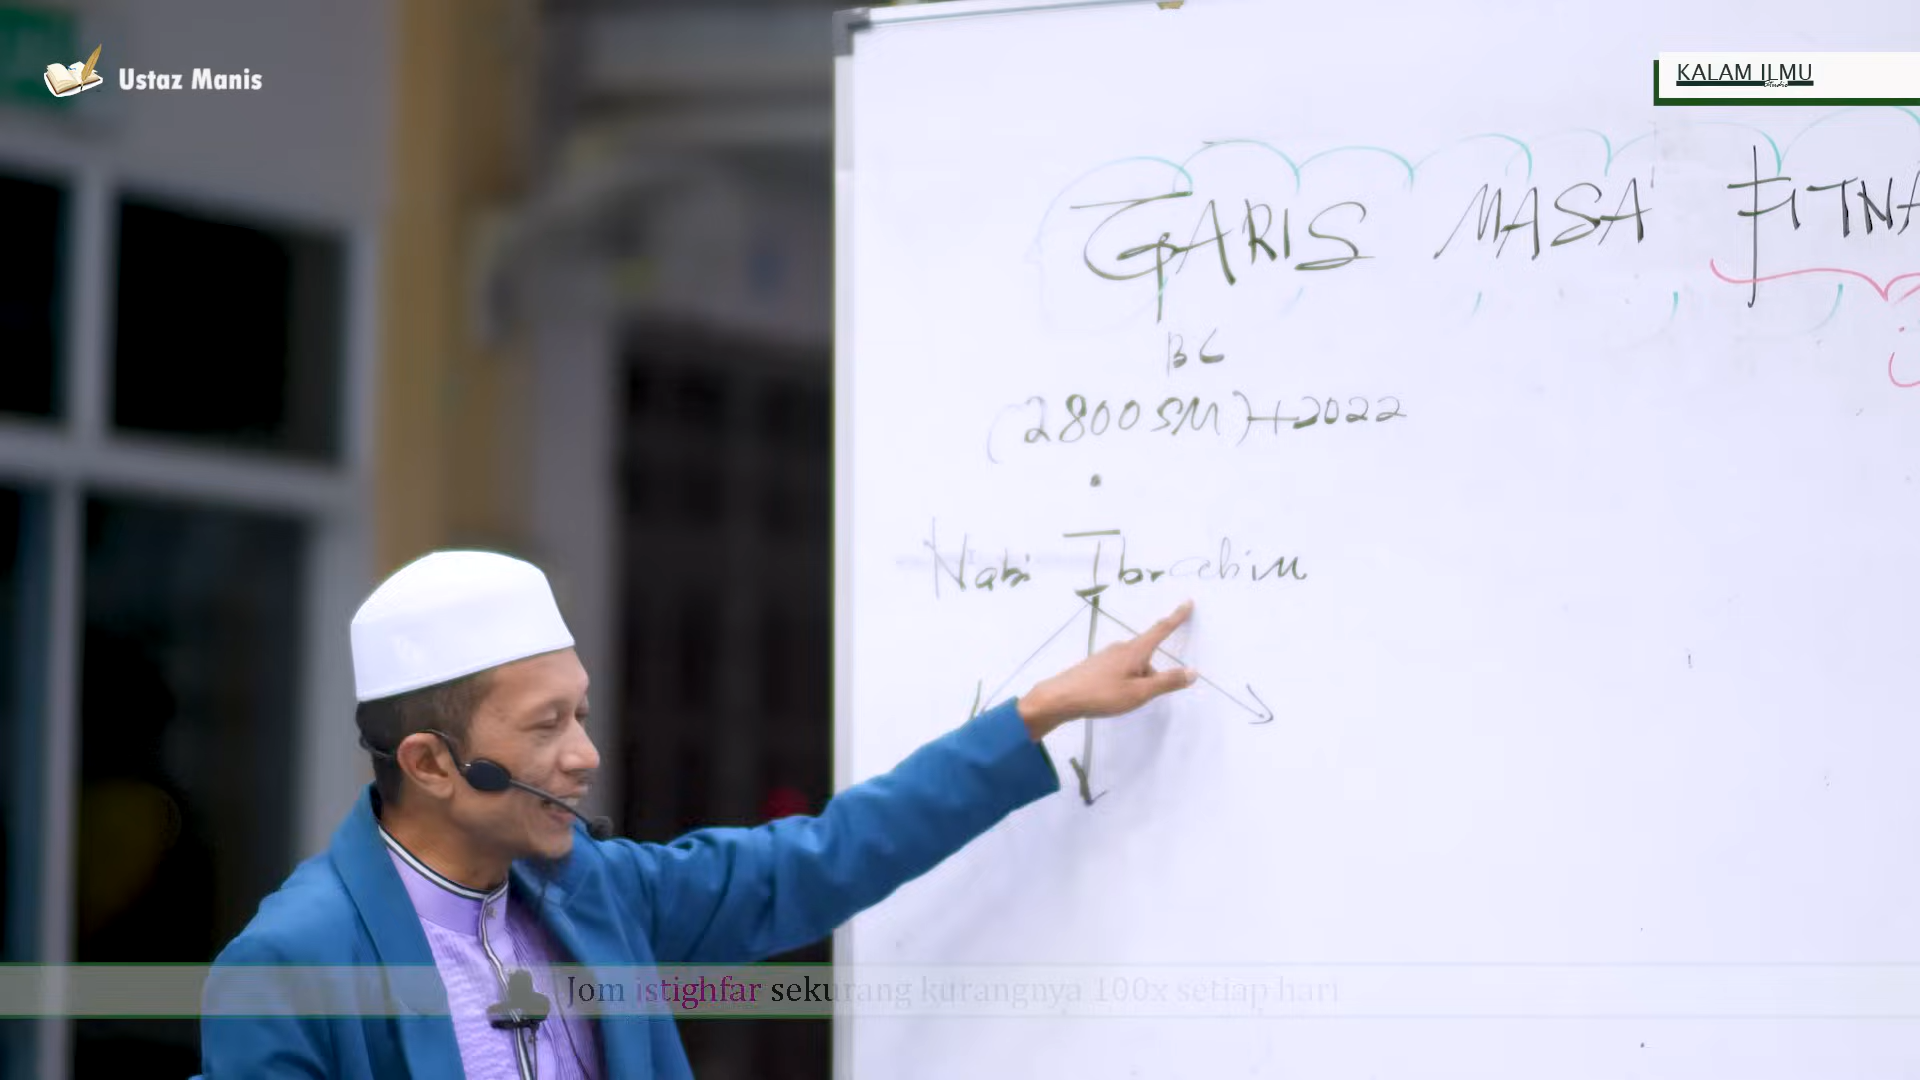 Ustaz Manis
KALAM ILMU
Studio
GARIS MASA FITNA
BC
(2800 SM) + 2022
Nabi Ibrahim
Jom istighfar sekurang kurangnya 100x setiap hari